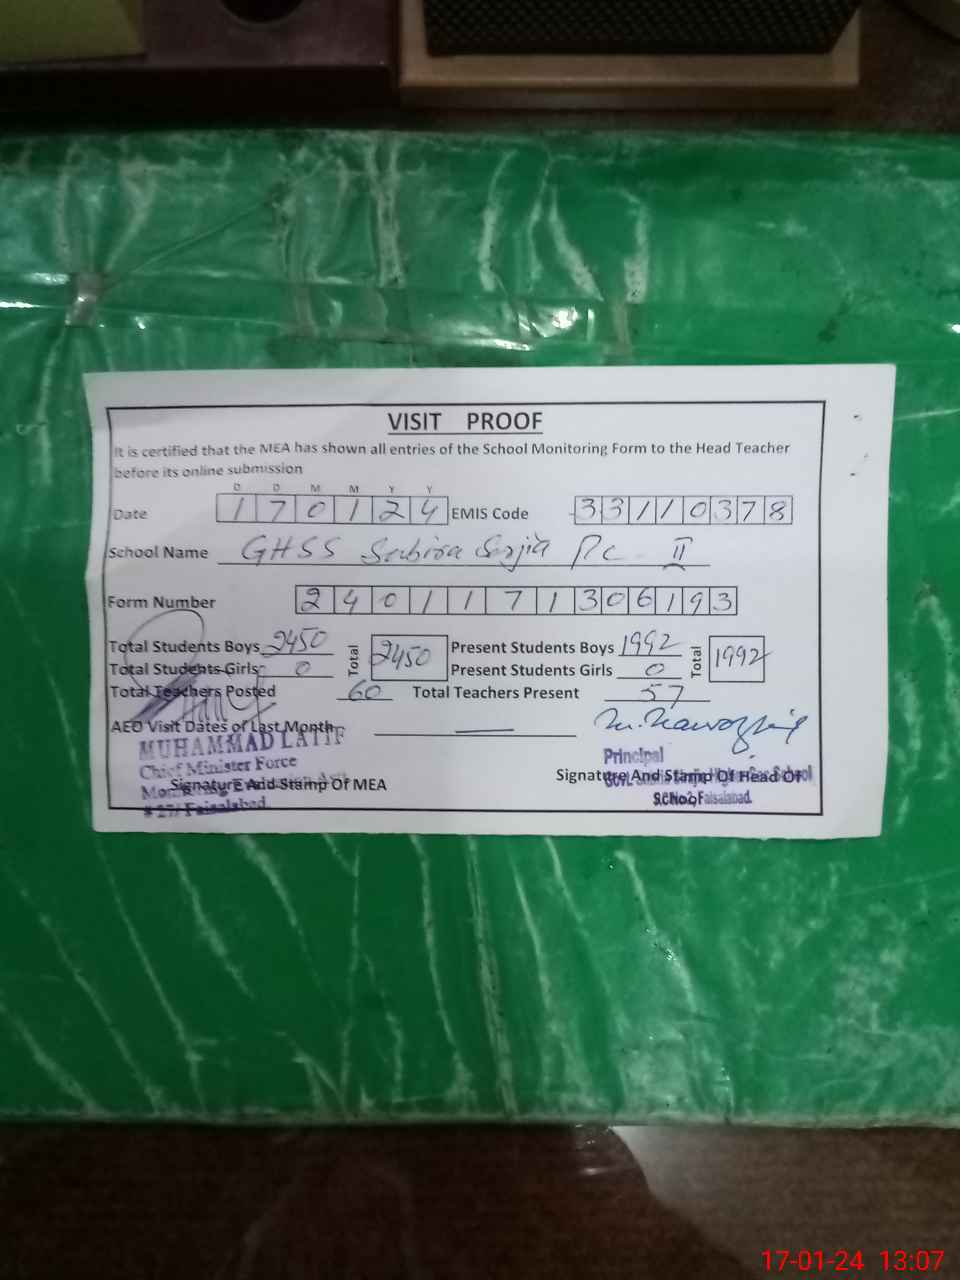 VISIT PROOF
It is certified that the MEA has shown all entries of the School Monitoring Form to the Head Teacher
before its online submission
D D M M Y Y
Date 1 7 0 1 2 4 EMIS Code 3 3 1 1 0 3 7 8
School Name GHSS Sabira Sirajia PC II
Form Number 2 4 0 1 1 7 1 3 0 6 1 9 3
Total Students Boys 2450 Total 2450 Present Students Boys 1992 Total 1992
Total Students Girls 0 Present Students Girls 0
Total Teachers Posted 60 Total Teachers Present 57
AEO Visit Dates of Last Month —
MUHAMMAD LATIF
Chief Minister Force
Principal
Signature And Stamp Of MEA
Signature And Stamp Of Head Of
Faisalabad
Faisalabad.
17-01-24 13:07